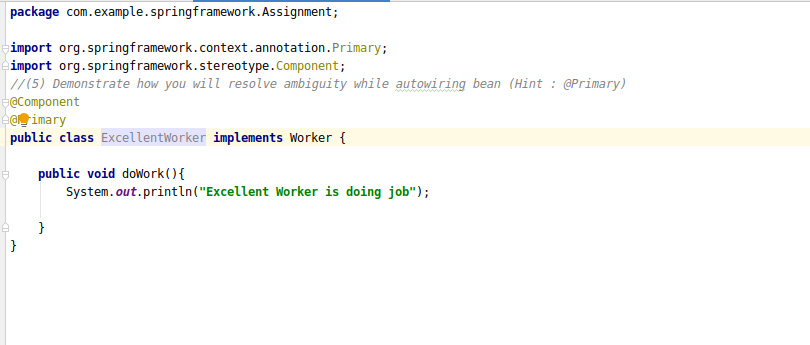 package com.example.springframework.Assignment;
import org.springframework.context.annotation.Primary;
import org.springframework.stereotype.Component;
//(5) Demonstrate how you will resolve ambiguity while autowiring bean (Hint : @Primary)
@Component
@Primary
public class ExcellentWorker implements Worker {
public void doWork(){
System.out.println("Excellent Worker is doing job");
}
}